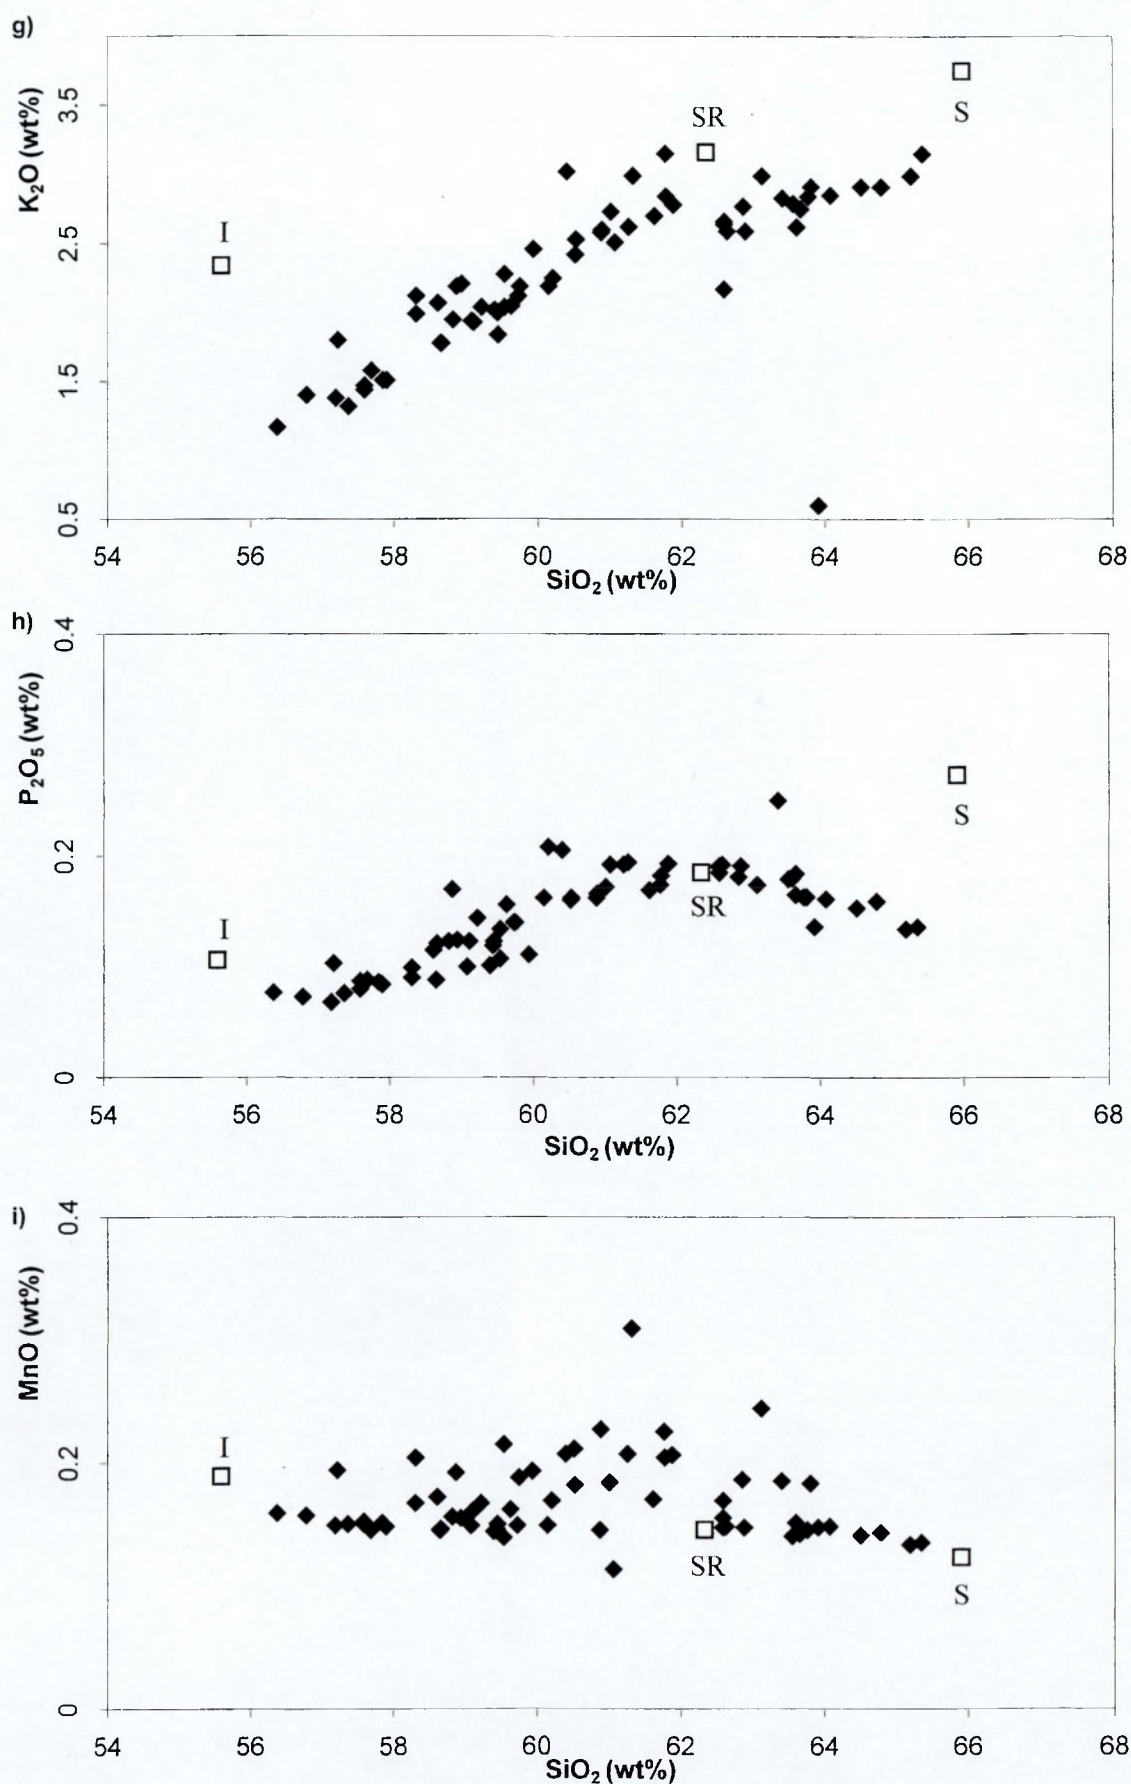 g)
K₂O (wt%)
3.5
2.5
1.5
0.5
I
SR
S
54 56 58 60 62 64 66 68
SiO₂ (wt%)
h)
P₂O₅ (wt%)
0.4
0.2
0
I
SR
S
54 56 58 60 62 64 66 68
SiO₂ (wt%)
i)
MnO (wt%)
0.4
0.2
0
I
SR
S
54 56 58 60 62 64 66 68
SiO₂ (wt%)